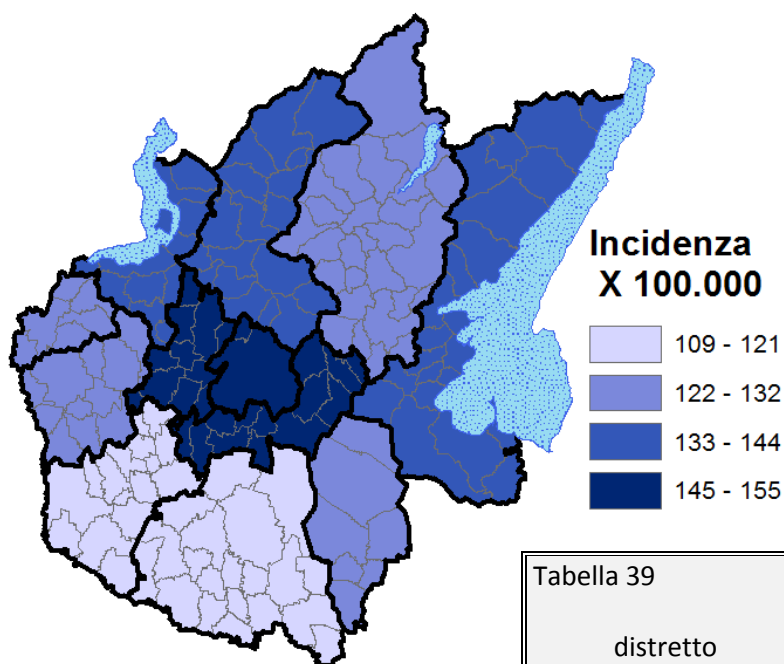 Incidenza
X 100.000
109 - 121
122 - 132
133 - 144
145 - 155
Tabella 39
distretto